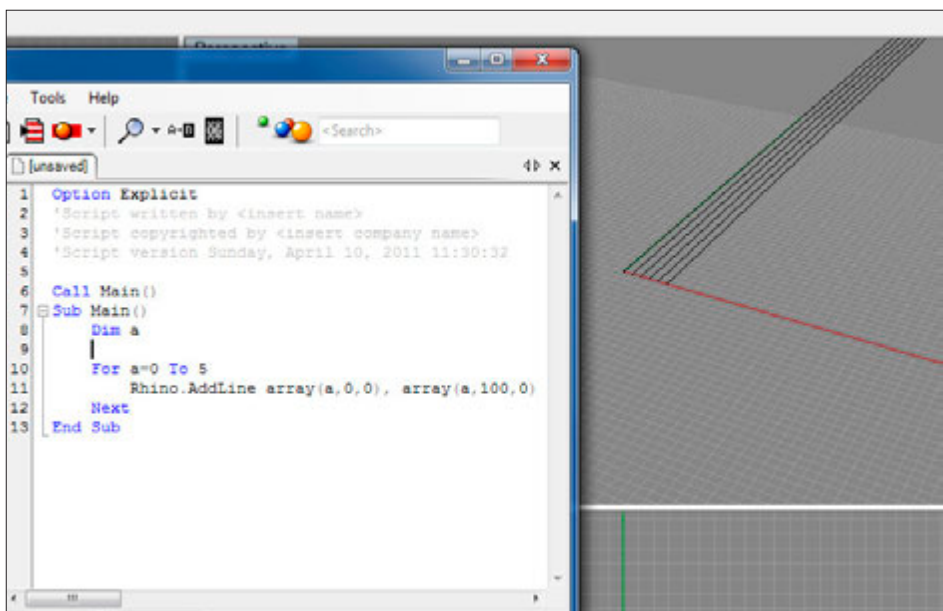 Perspective
Tools Help
A-B
<Search>
[unsaved]
1 Option Explicit
2 'Script written by <insert name>
3 'Script copyrighted by <insert company name>
4 'Script version Sunday, April 10, 2011 11:30:32
5
6 Call Main()
7 Sub Main()
8 Dim a
9
10 For a=0 To 5
11 Rhino.AddLine array(a,0,0), array(a,100,0)
12 Next
13 End Sub